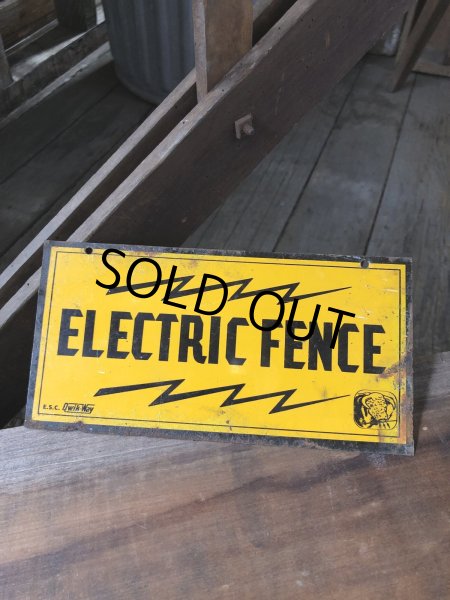 SOLD OUT
ELECTRIC FENCE
E.S.C. Qwik-Way